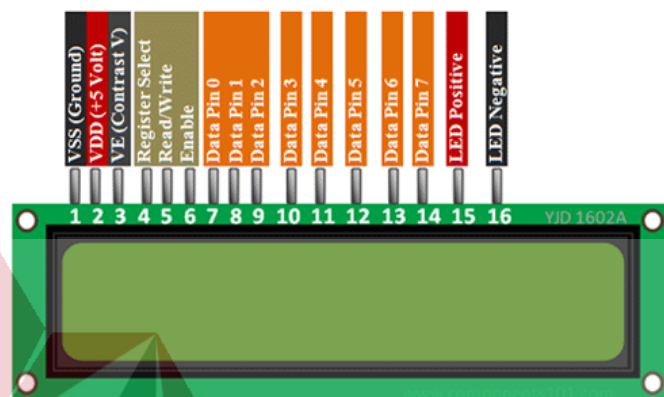 VSS (Ground)
VDD (+5 Volt)
VE (Contrast V)
Register Select
Read/Write
Enable
Data Pin 0
Data Pin 1
Data Pin 2
Data Pin 3
Data Pin 4
Data Pin 5
Data Pin 6
Data Pin 7
LED Positive
LED Negative
1 2 3 4 5 6 7 8 9 10 11 12 13 14 15 16
YJD 1602A